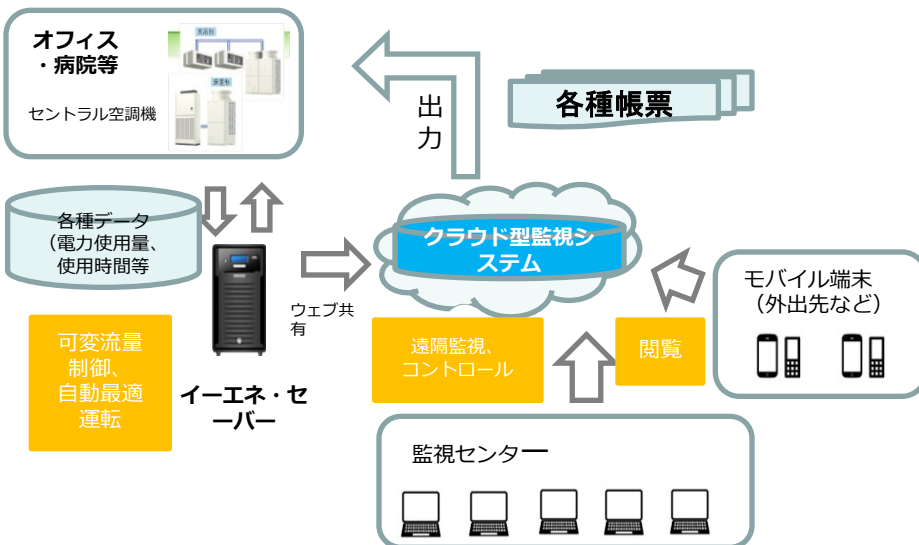 オフィス
・病院等
セントラル空調機
出
力
各種帳票
各種データ
（電力使用量、
使用時間等
クラウド型監視シ
ステム
ウェブ共
有
モバイル端末
（外出先など）
可変流量
制御、
自動最適
運転
イーエネ・セ
ーバー
遠隔監視、
コントロール
閲覧
監視センター